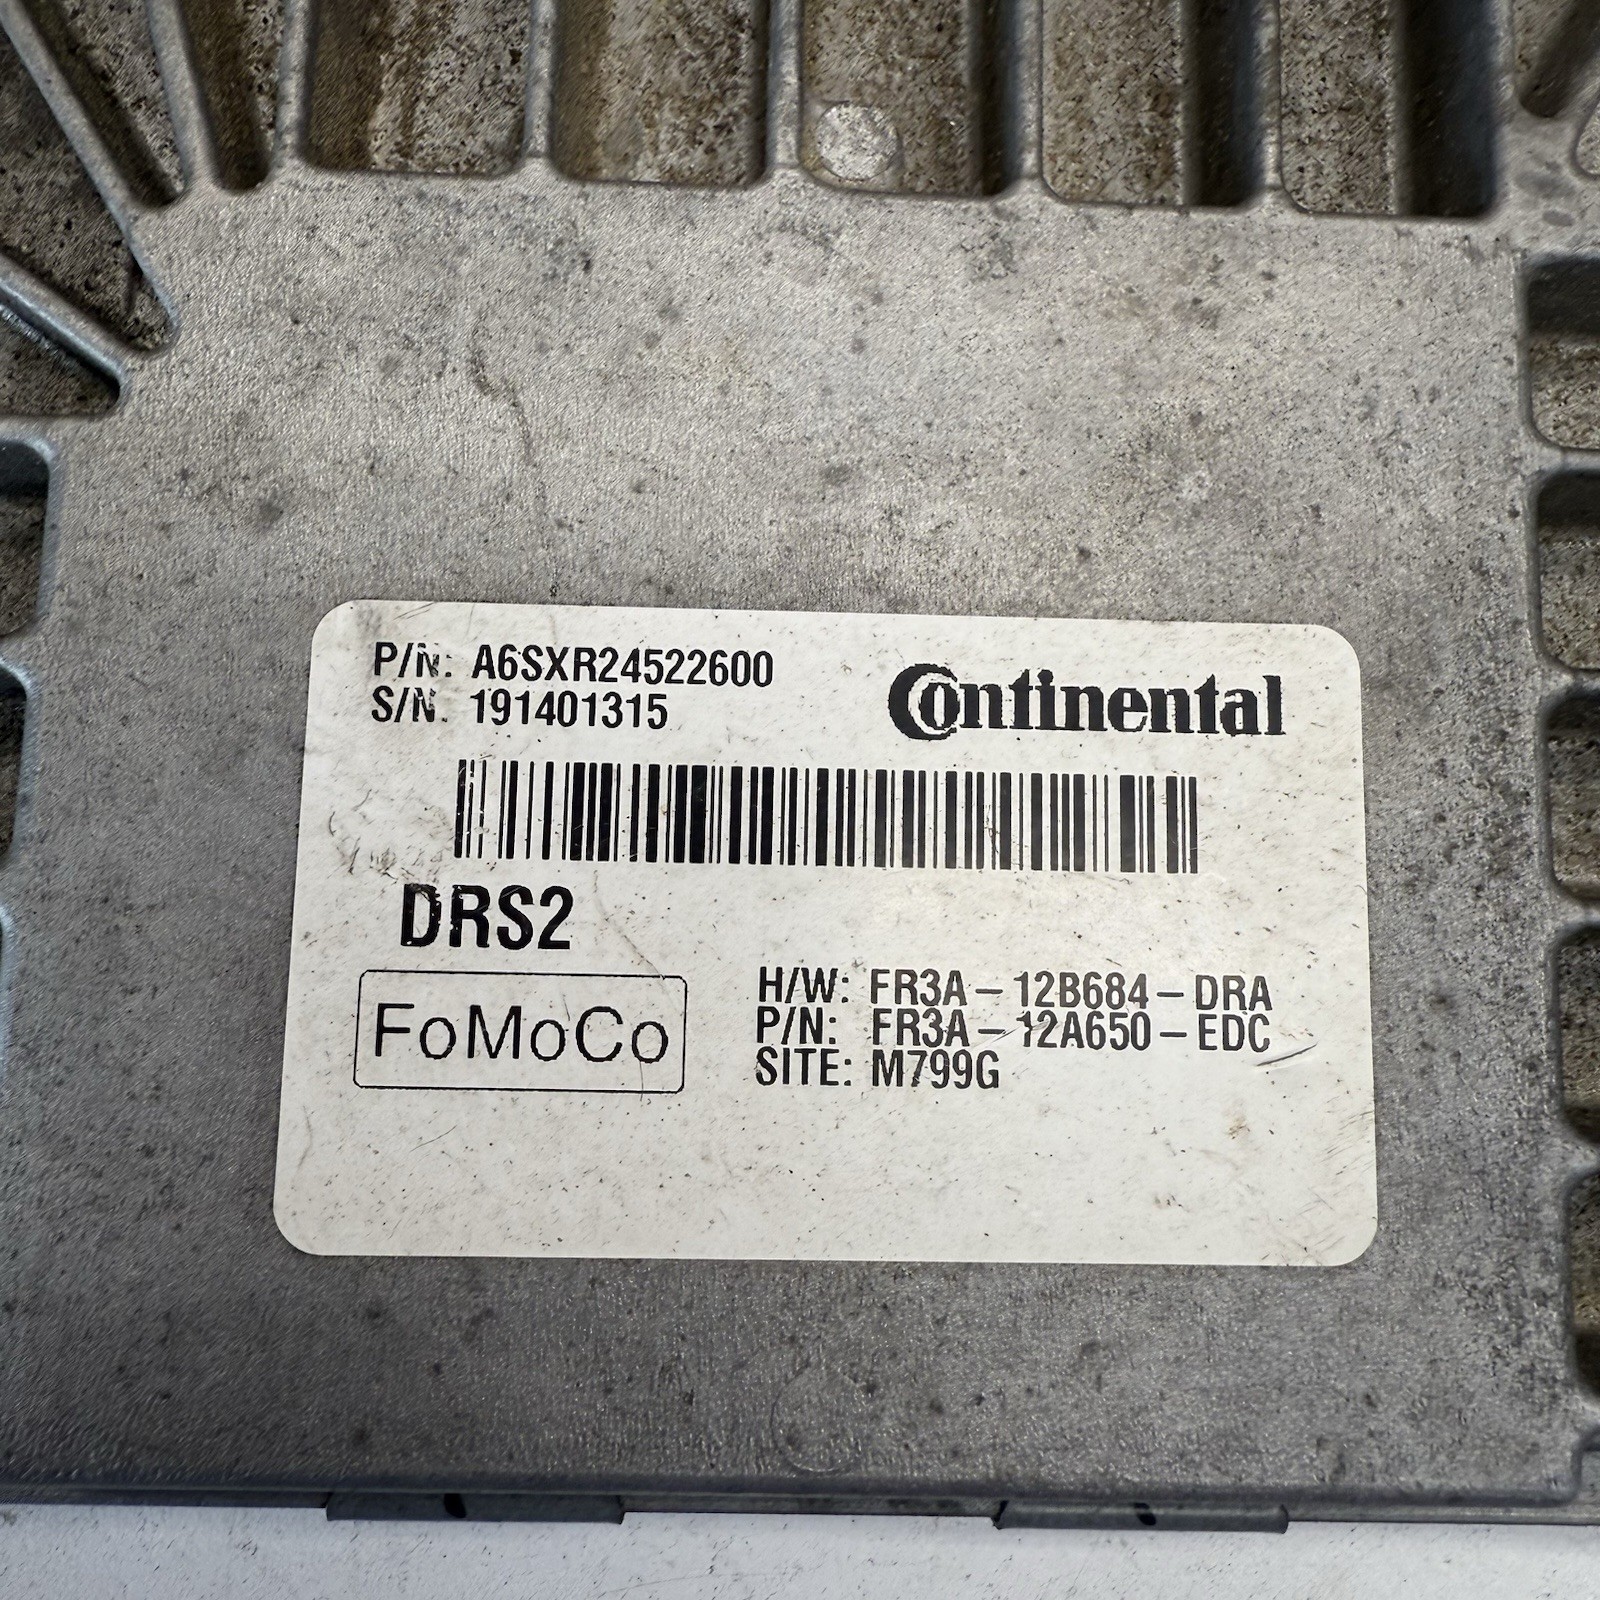 P/N: A6SXR24522600
S/N. 191401315
Continental
DRS2
FoMoCo
H/W: FR3A-12B684-DRA
P/N: FR3A-12A650-EDC
SITE: M799G